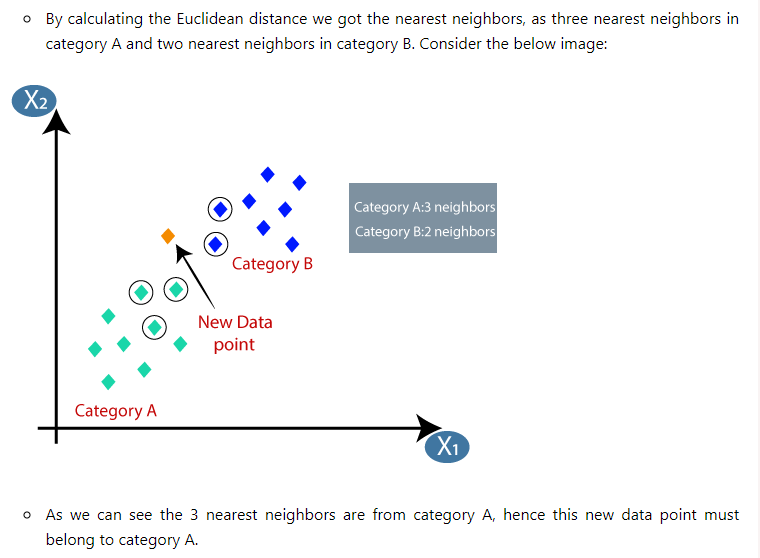 By calculating the Euclidean distance we got the nearest neighbors, as three nearest neighbors in
category A and two nearest neighbors in category B. Consider the below image:
X2
Category A:3 neighbors
Category B:2 neighbors
Category B
New Data
point
Category A
X1
As we can see the 3 nearest neighbors are from category A, hence this new data point must
belong to category A.